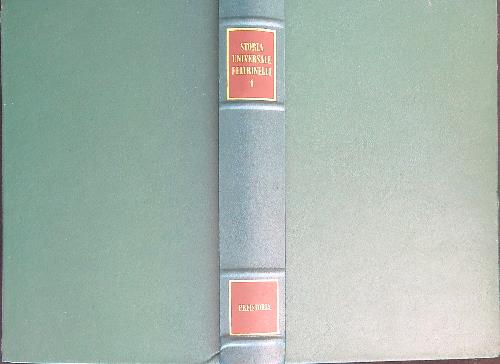 STORIA
UNIVERSALE
FELTRINELLI
1
PREISTORIA